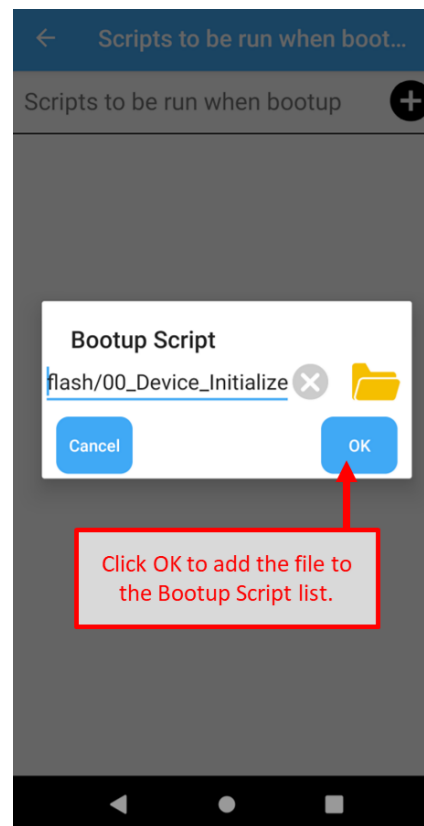 Scripts to be run when boot...
Scripts to be run when bootup
Bootup Script
flash/00_Device_Initialize
Cancel
OK
Click OK to add the file to
the Bootup Script list.